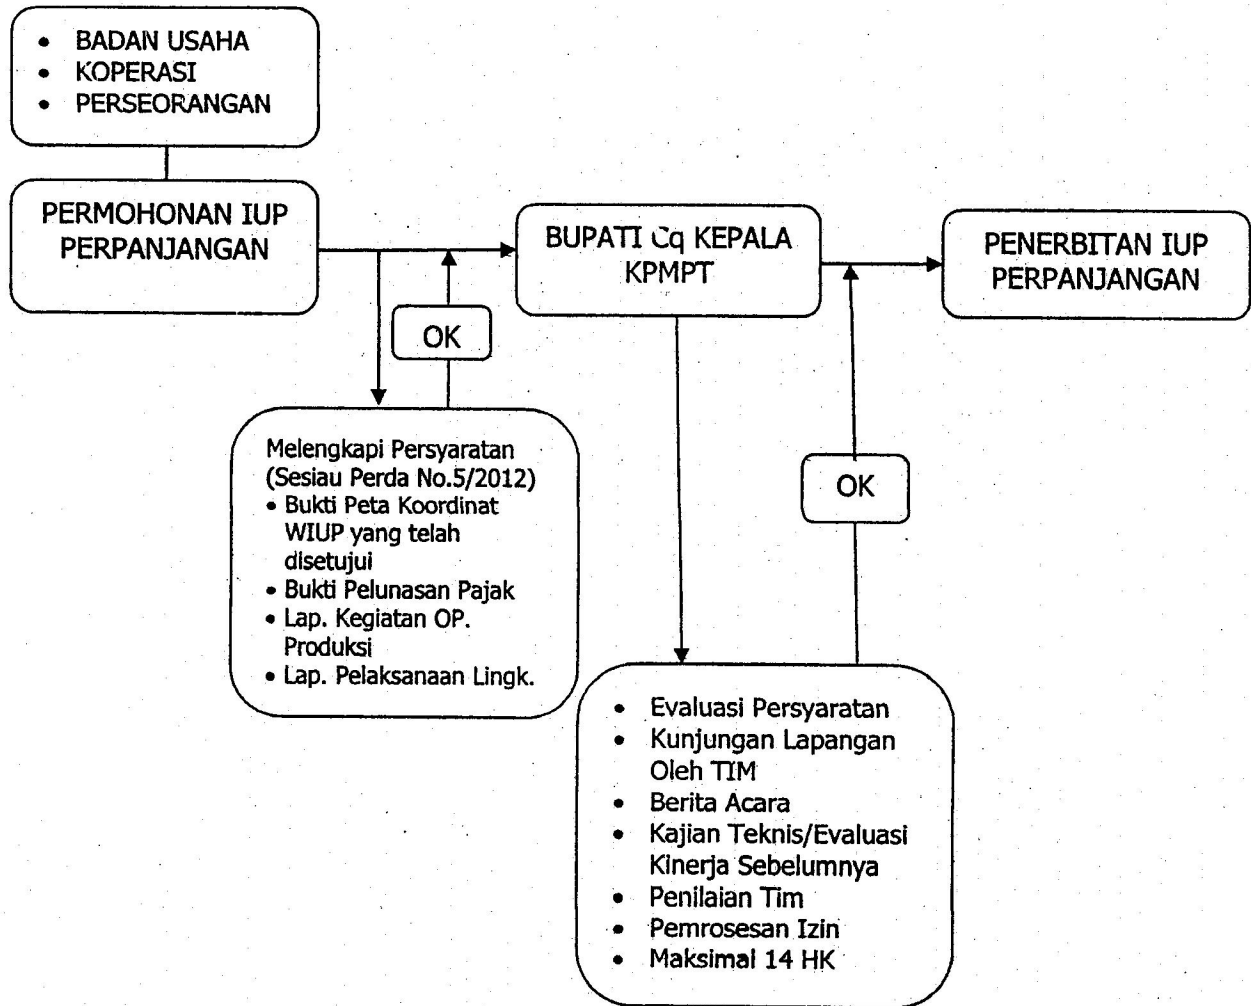 • BADAN USAHA
• KOPERASI
• PERSEORANGAN
PERMOHONAN IUP
PERPANJANGAN
BUPATI Cq KEPALA
KPMPT
PENERBITAN IUP
PERPANJANGAN
OK
Melengkapi Persyaratan
(Sesiau Perda No.5/2012)
• Bukti Peta Koordinat
WIUP yang telah
disetujui
• Bukti Pelunasan Pajak
• Lap. Kegiatan OP.
Produksi
• Lap. Pelaksanaan Lingk.
OK
• Evaluasi Persyaratan
• Kunjungan Lapangan
Oleh TIM
• Berita Acara
• Kajian Teknis/Evaluasi
Kinerja Sebelumnya
• Penilaian Tim
• Pemrosesan Izin
• Maksimal 14 HK